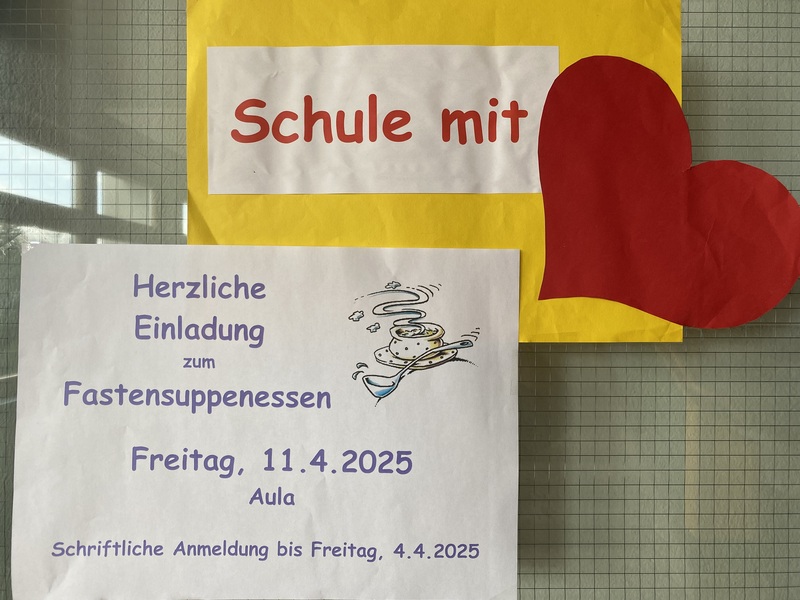 Schule mit
Herzliche
Einladung
zum
Fastensuppenessen
Freitag, 11.4.2025
Aula
Schriftliche Anmeldung bis Freitag, 4.4.2025